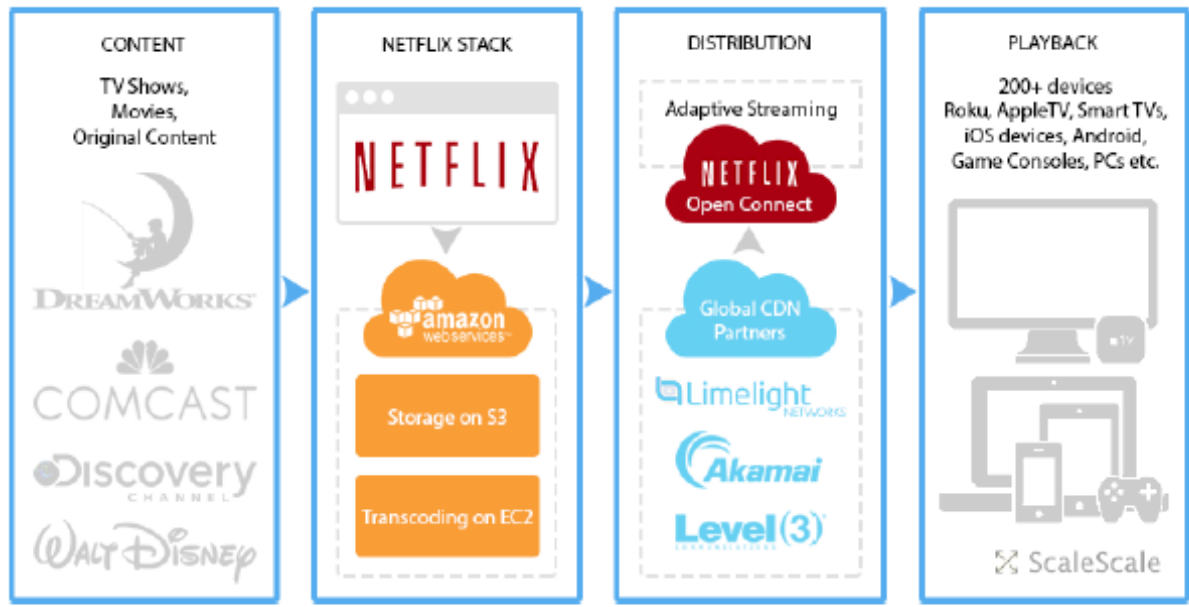 CONTENT
TV Shows,
Movies,
Original Content
DREAMWORKS
COMCAST
Discovery
CHANNEL
WALT DISNEY
NETFLIX STACK
NETFLIX
amazon
webservices™
Storage on S3
Transcoding on EC2
DISTRIBUTION
Adaptive Streaming
NETFLIX
Open Connect
Global CDN
Partners
Limelight
NETWORKS
Akamai
Level(3)
COMMUNICATIONS
PLAYBACK
200+ devices
Roku, AppleTV, Smart TVs,
iOS devices, Android,
Game Consoles, PCs etc.
tv
ScaleScale